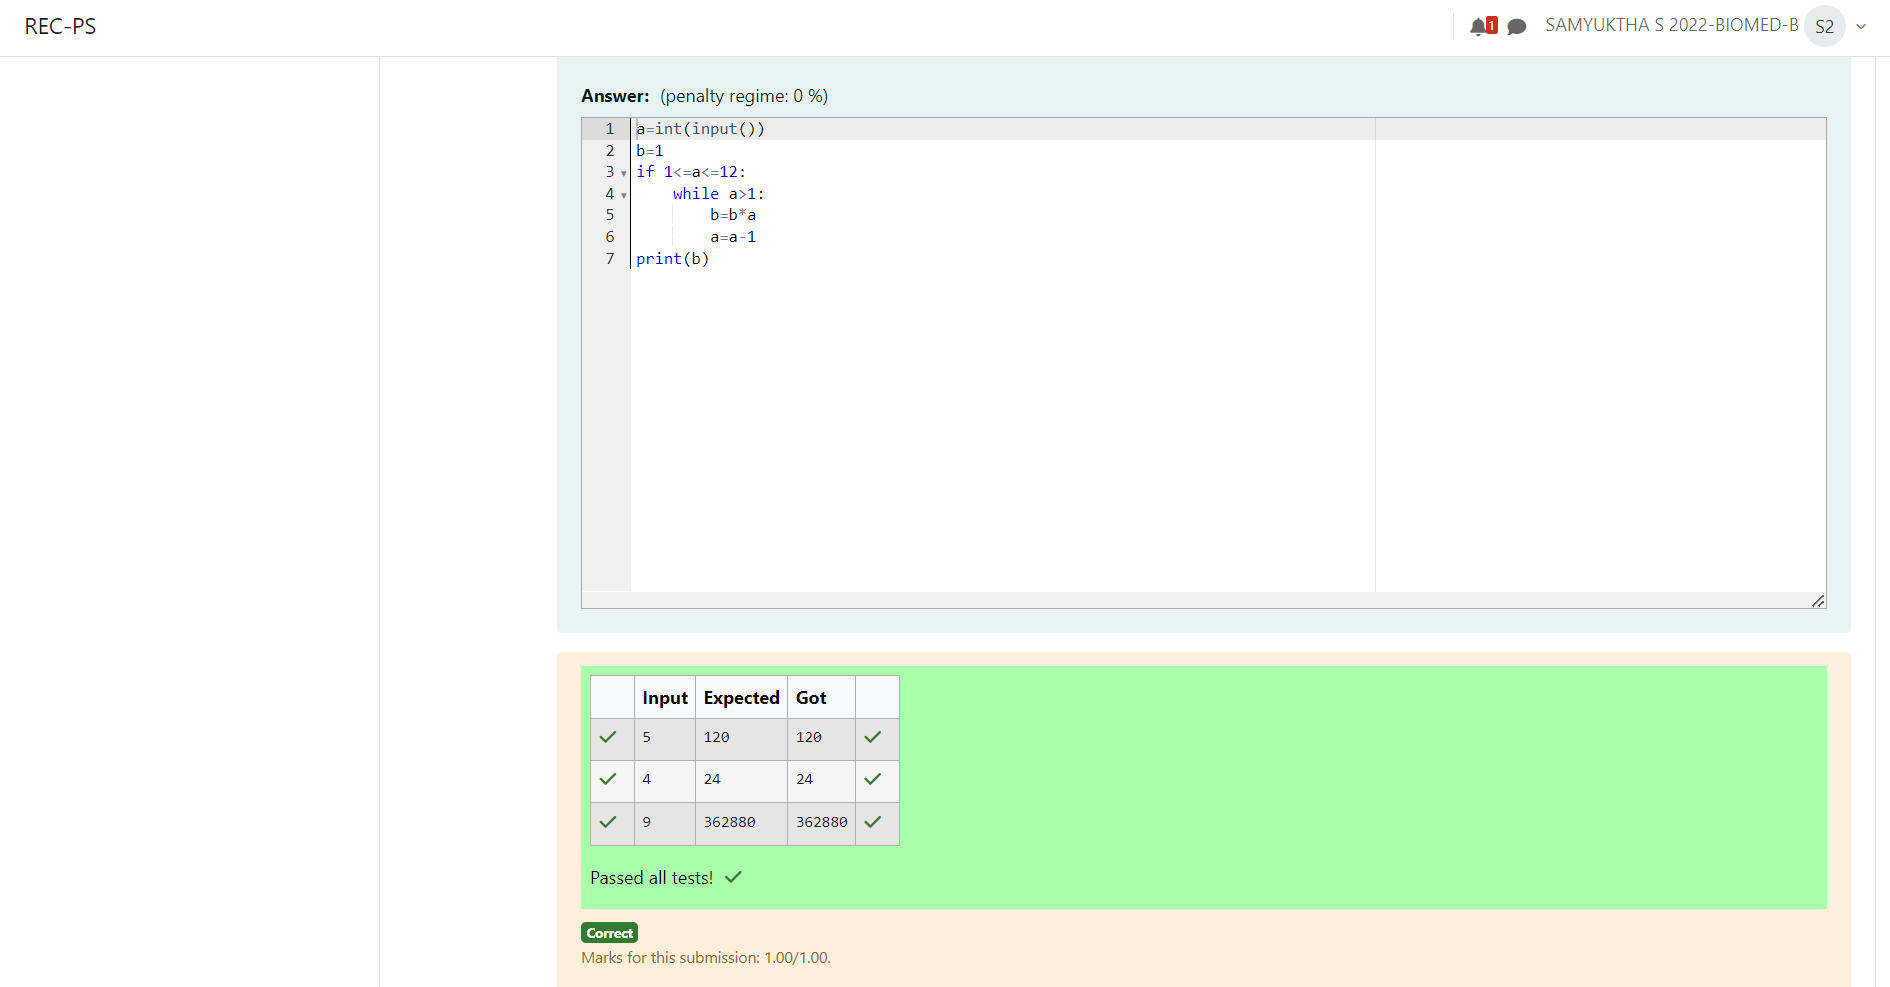 REC-PS
1
SAMYUKTHA S 2022-BIOMED-B
S2
Answer: (penalty regime: 0 %)
1 a=int(input())
2 b=1
3 if 1<=a<=12:
4     while a>1:
5         b=b*a
6         a=a-1
7 print(b)
Input Expected Got
5 120 120
4 24 24
9 362880 362880
Passed all tests!
Correct
Marks for this submission: 1.00/1.00.